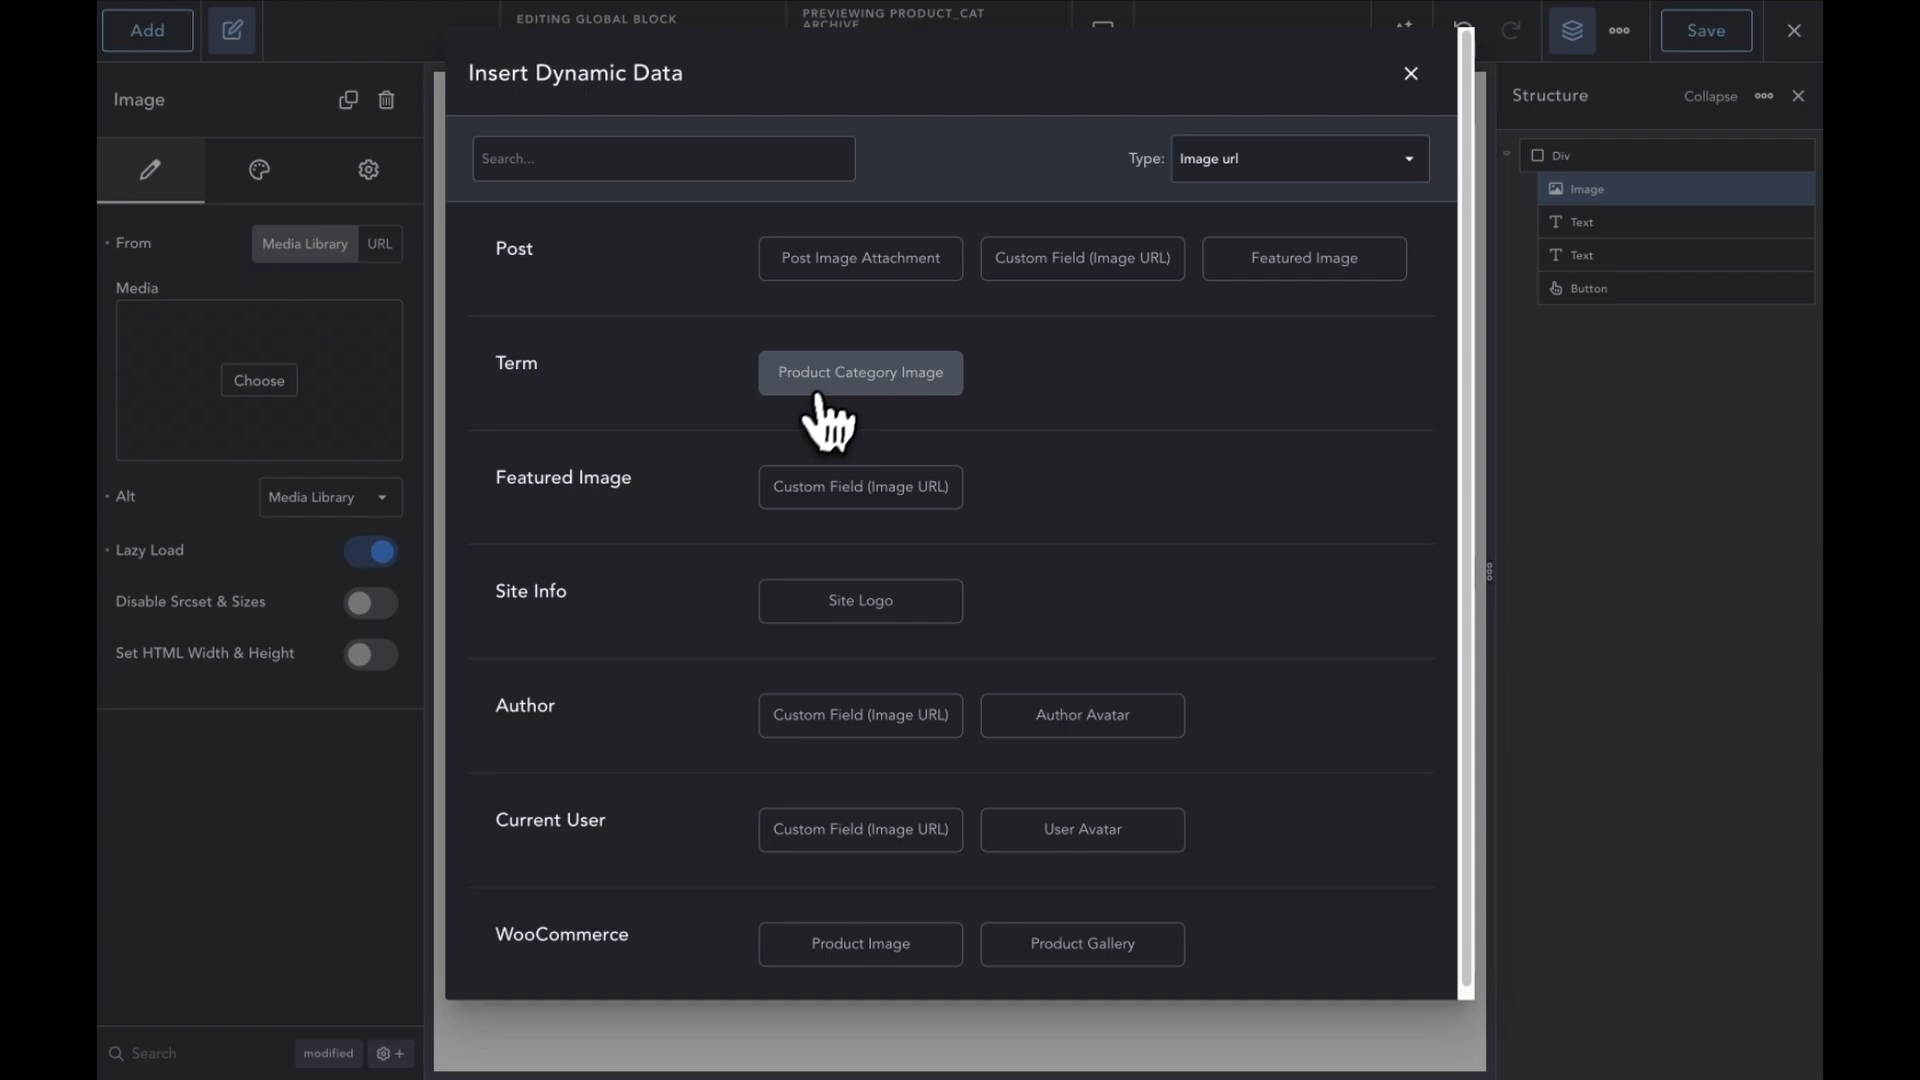 Add
EDITING GLOBAL BLOCK
PREVIEWING PRODUCT_CAT
ARCHIVE
Save
Image
From
Media Library
URL
Media
Choose
Alt
Media Library
Lazy Load
Disable Srcset & Sizes
Set HTML Width & Height
Search
modified
Insert Dynamic Data
Search...
Type:
Image url
Post
Post Image Attachment
Custom Field (Image URL)
Featured Image
Term
Product Category Image
Featured Image
Custom Field (Image URL)
Site Info
Site Logo
Author
Custom Field (Image URL)
Author Avatar
Current User
Custom Field (Image URL)
User Avatar
WooCommerce
Product Image
Product Gallery
Structure
Collapse
Div
Image
Text
Text
Button